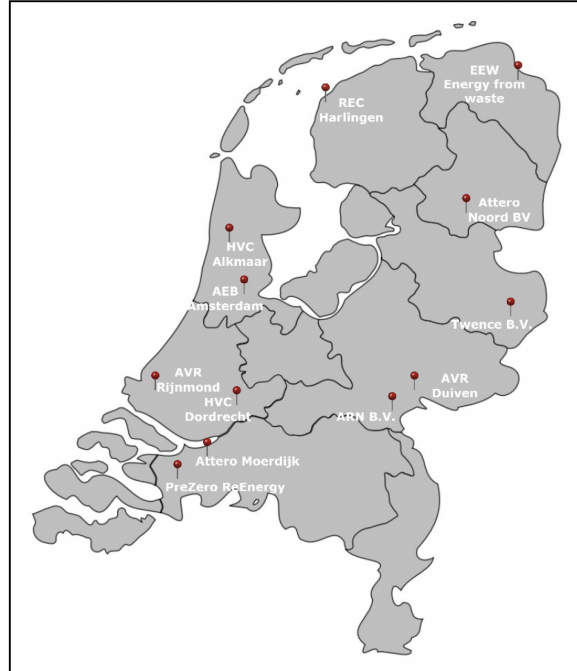 EEW
Energy from
waste
REC
Harlingen
Attero
Noord BV
HVC
Alkmaar
AEB
Amsterdam
Twence B.V.
AVR
Rijnmond
AVR
Duiven
HVC
Dordrecht
ARN B.V.
Attero Moerdijk
PreZero ReEnergy